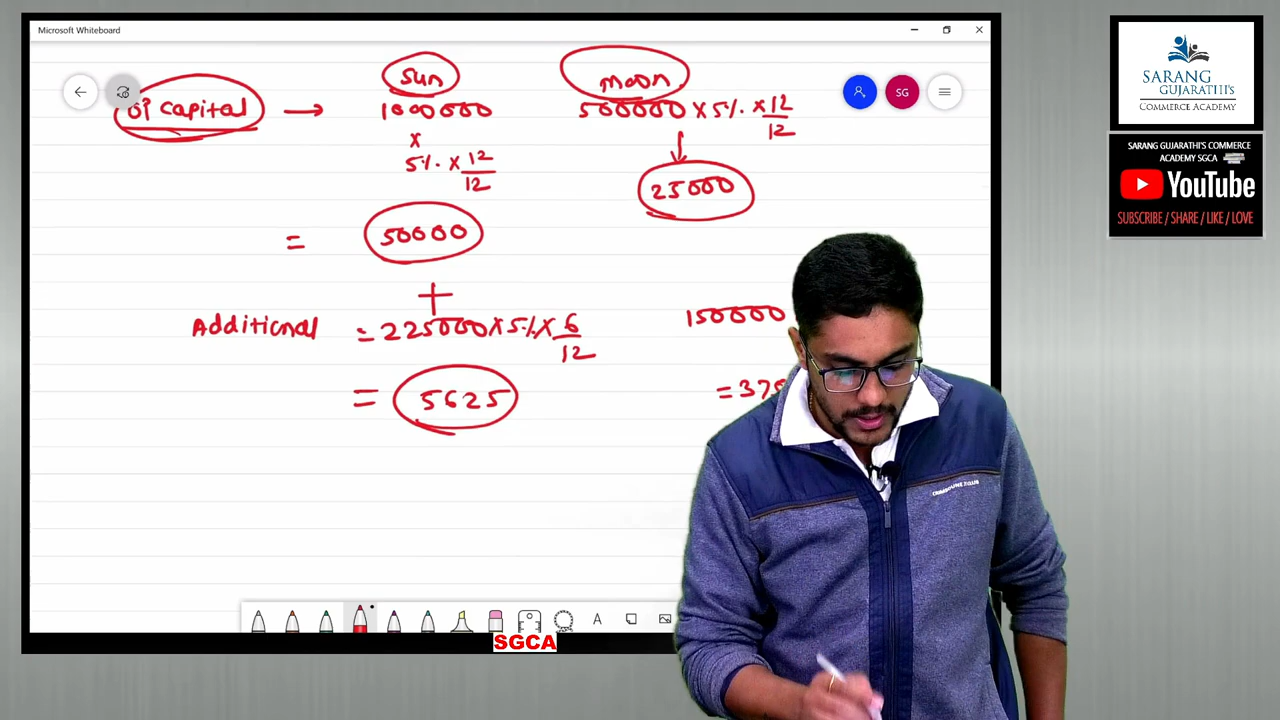 Microsoft Whiteboard
Sun
moon
op capital →
1000000
500000 × 5% × 12/12
×
5% × 12/12
25000
= 50000
+
Additional = 225000 × 5% × 6/12
150000
= 5625
= 37
SG
A
SGCA
SARANG
GUJARATHI'S
COMMERCE ACADEMY
SARANG GUJARATHI'S COMMERCE
ACADEMY SGCA
YouTube
SUBSCRIBE / SHARE / LIKE / LOVE